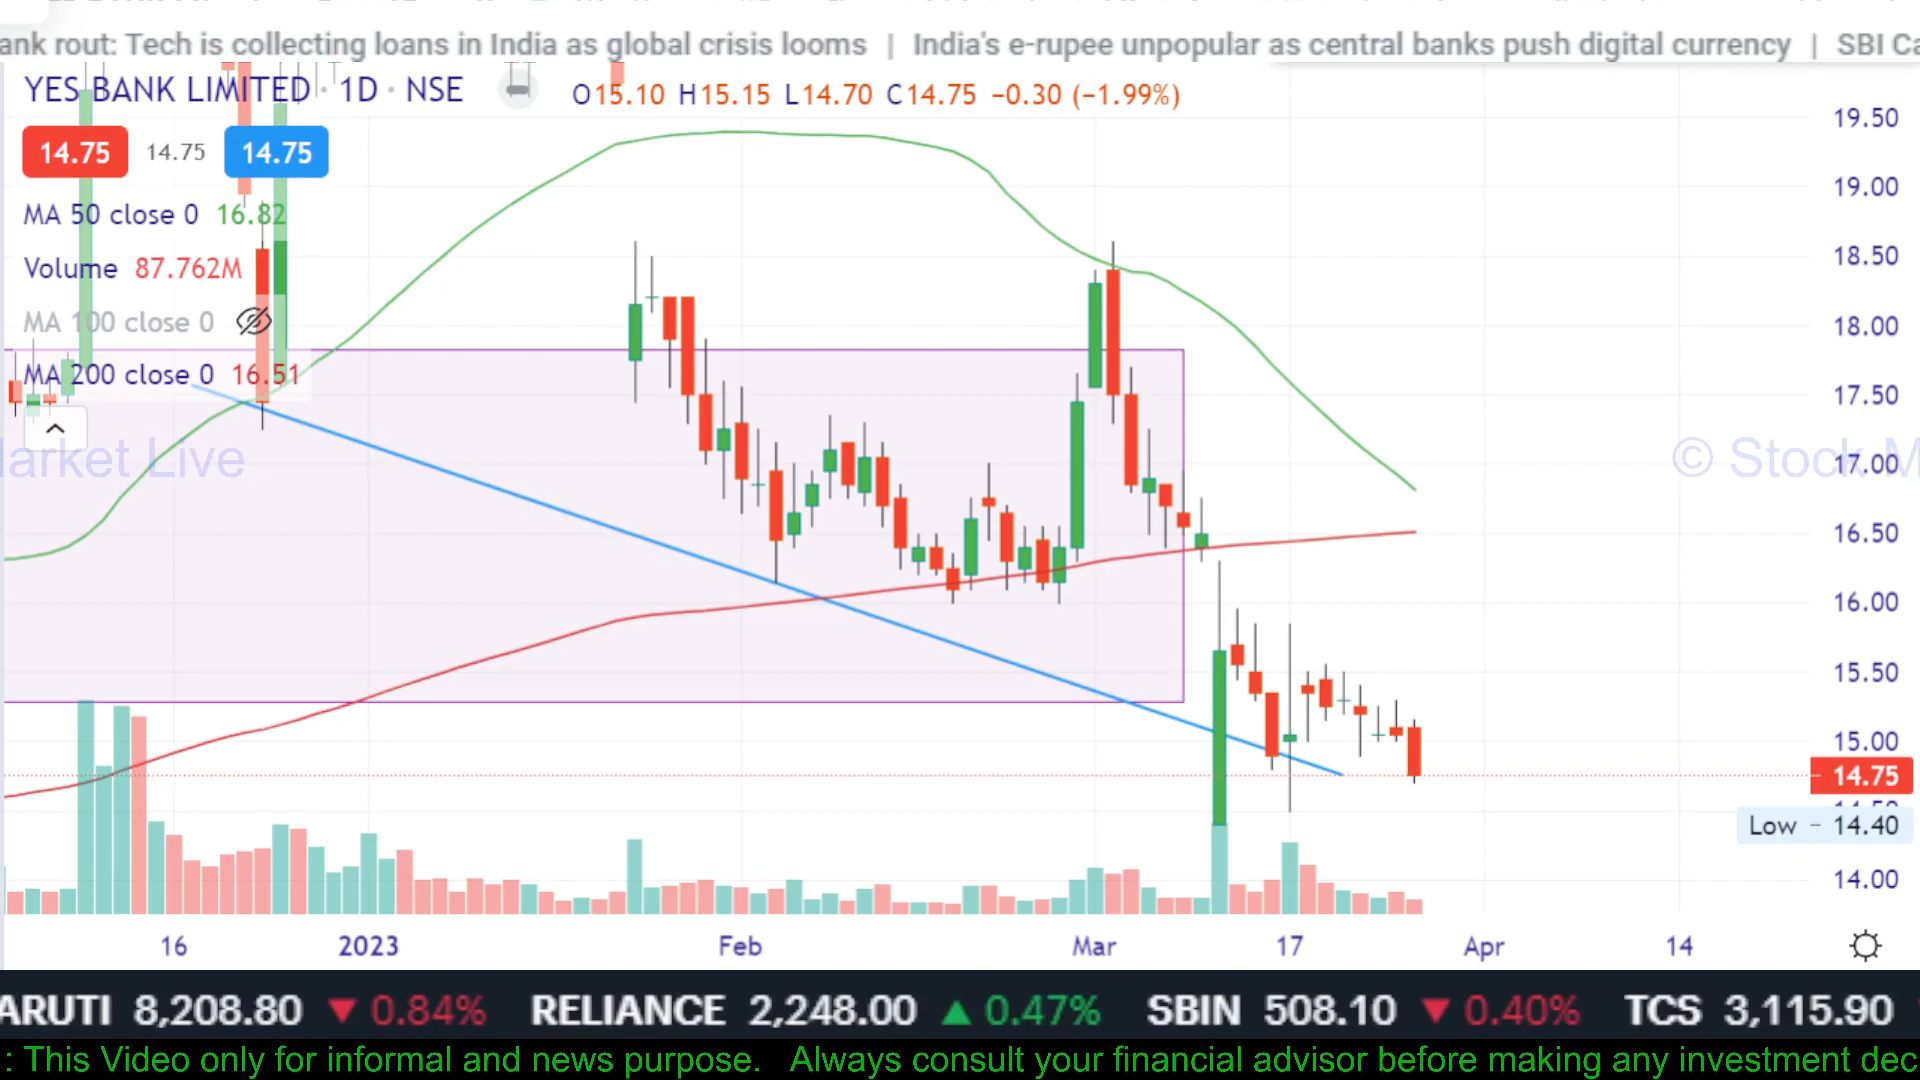 ank rout: Tech is collecting loans in India as global crisis looms | India's e-rupee unpopular as central banks push digital currency | SBI Ca
YES BANK LIMITED · 1D · NSE O15.10 H15.15 L14.70 C14.75 −0.30 (−1.99%)
14.75 14.75 14.75
MA 50 close 0 16.82
Volume 87.762M
MA 100 close 0
MA 200 close 0 16.51
arket Live
© Stock M
19.50
19.00
18.50
18.00
17.50
17.00
16.50
16.00
15.50
15.00
14.75
Low - 14.40
14.00
16 2023 Feb Mar 17 Apr 14
ARUTI 8,208.80 ▼ 0.84% RELIANCE 2,248.00 ▲ 0.47% SBIN 508.10 ▼ 0.40% TCS 3,115.90
: This Video only for informal and news purpose. Always consult your financial advisor before making any investment dec